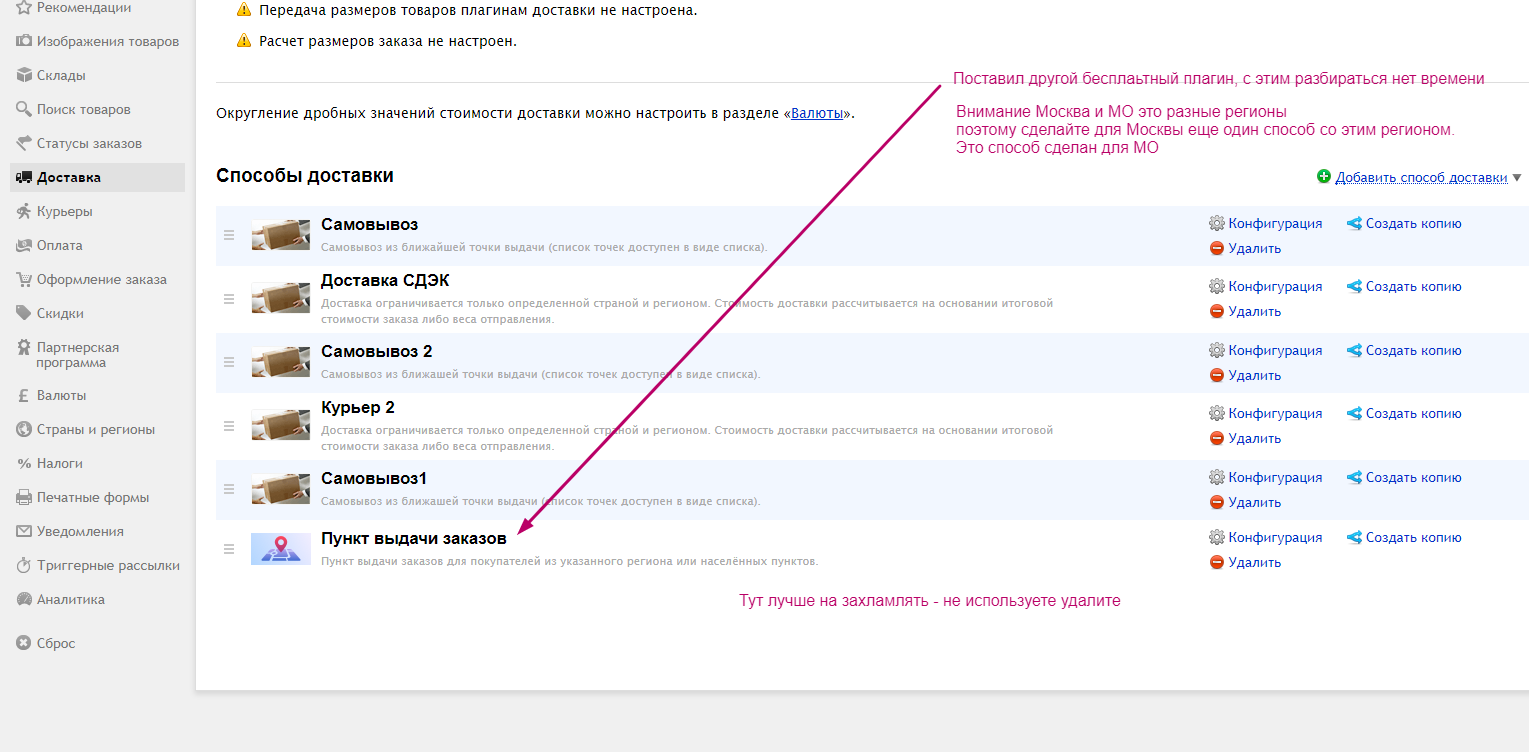 Рекомендации
Изображения товаров
Склады
Поиск товаров
Статусы заказов
Доставка
Курьеры
Оплата
Оформление заказа
Скидки
Партнерская
программа
Валюты
Страны и регионы
Налоги
Печатные формы
Уведомления
Триггерные рассылки
Аналитика
Сброс
Передача размеров товаров плагинам доставки не настроена.
Расчет размеров заказа не настроен.
Поставил другой бесплаьтный плагин, с этим разбираться нет времени
Внимание Москва и МО это разные регионы
поэтому сделайте для Москвы еще один способ со этим регионом.
Это способ сделан для МО
Округление дробных значений стоимости доставки можно настроить в разделе «Валюты».
Способы доставки
Добавить способ доставки ▼
Самовывоз
Самовывоз из ближайшей точки выдачи (список точек доступен в виде списка).
Конфигурация Создать копию
Удалить
Доставка СДЭК
Доставка ограничивается только определенной страной и регионом. Стоимость доставки рассчитывается на основании итоговой
стоимости заказа либо веса отправления.
Конфигурация Создать копию
Удалить
Самовывоз 2
Самовывоз из ближашей точки выдачи (список точек доступен в виде списка).
Конфигурация Создать копию
Удалить
Курьер 2
Доставка ограничивается только определенной страной и регионом. Стоимость доставки рассчитывается на основании итоговой
стоимости заказа либо веса отправления.
Конфигурация Создать копию
Удалить
Самовывоз1
Самовывоз из ближашей точки выдачи (список точек доступен в виде списка).
Конфигурация Создать копию
Удалить
Пункт выдачи заказов
Пункт выдачи заказов для покупателей из указанного региона или населённых пунктов.
Конфигурация Создать копию
Удалить
Тут лучше на захламлять - не используете удалите